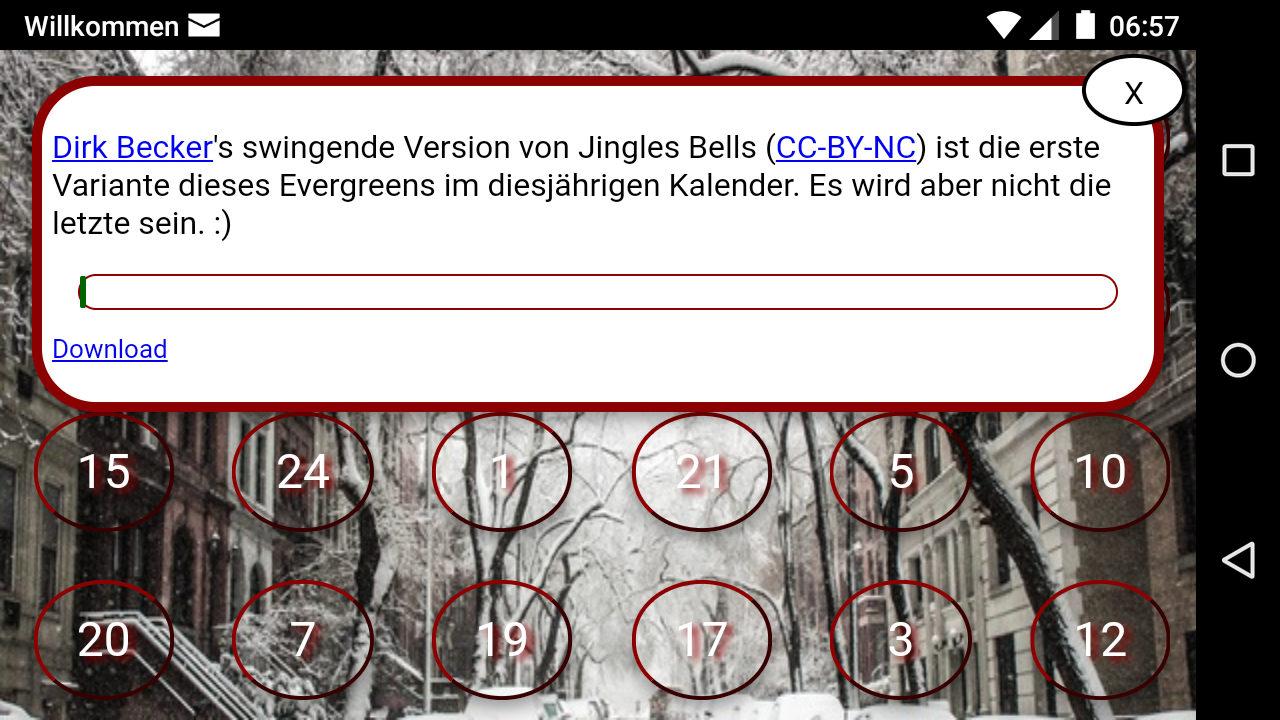 Willkommen 06:57
X
Dirk Becker's swingende Version von Jingles Bells (CC-BY-NC) ist die erste
Variante dieses Evergreens im diesjährigen Kalender. Es wird aber nicht die
letzte sein. :)
Download
15 24 1 21 5 10
20 7 19 17 3 12